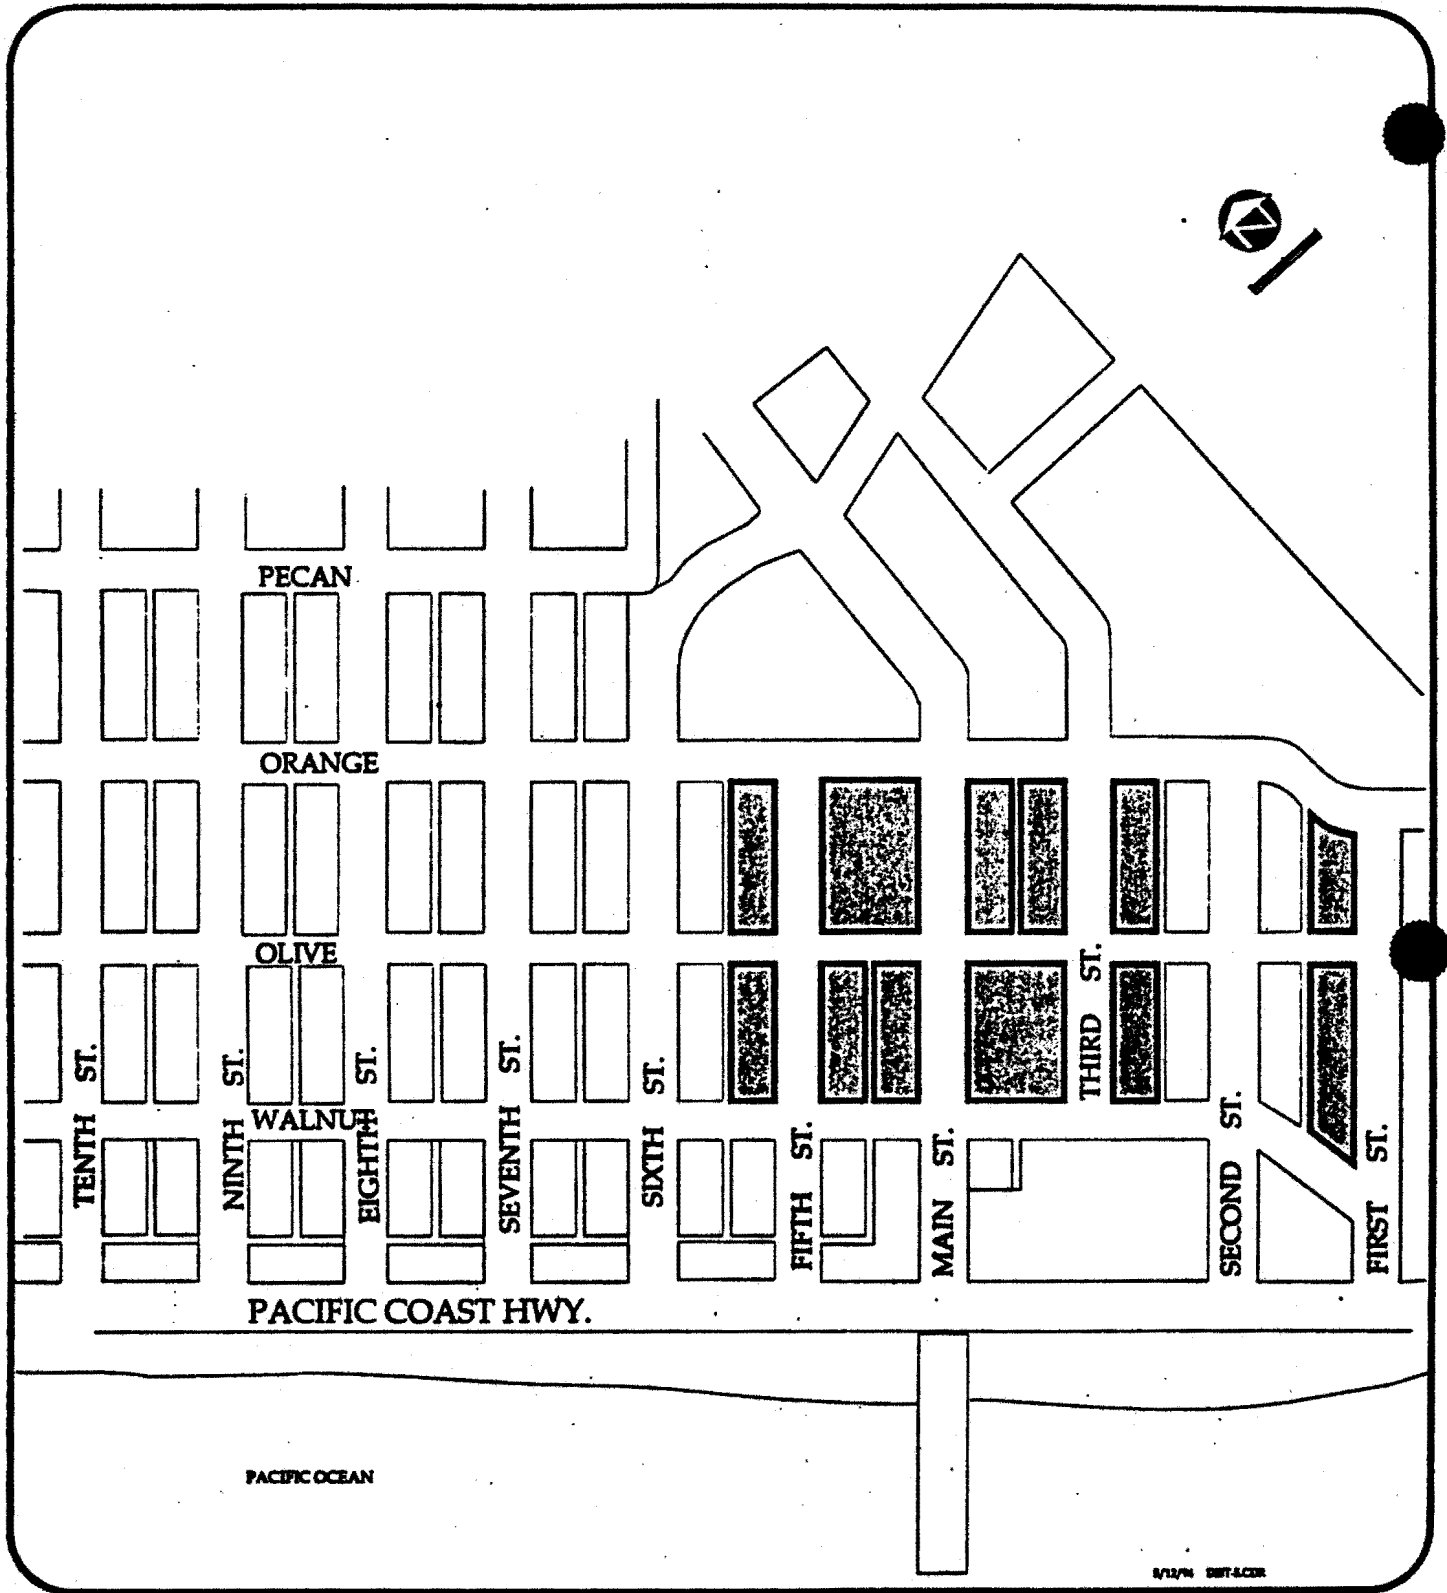 PECAN
ORANGE
OLIVE
WALNUT
TENTH ST.
NINTH ST.
EIGHTH ST.
SEVENTH ST.
SIXTH ST.
FIFTH ST.
MAIN ST.
THIRD ST.
SECOND ST.
FIRST ST.
PACIFIC COAST HWY.
PACIFIC OCEAN